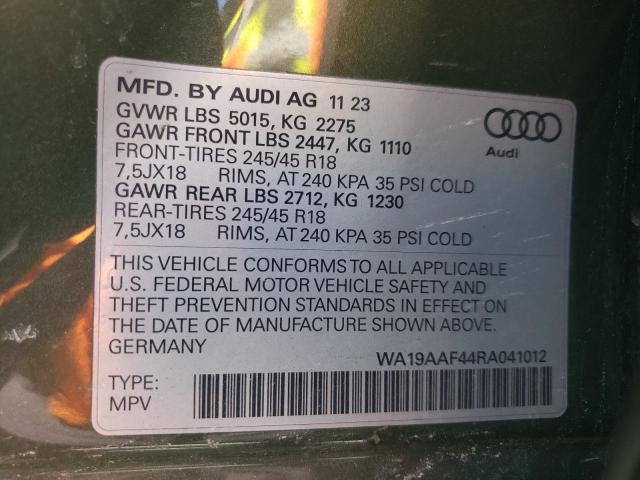 MFD. BY AUDI AG 11 23
GVWR LBS 5015, KG 2275
GAWR FRONT LBS 2447, KG 1110
FRONT-TIRES 245/45 R18
7,5JX18 RIMS, AT 240 KPA 35 PSI COLD
GAWR REAR LBS 2712, KG 1230
REAR-TIRES 245/45 R18
7,5JX18 RIMS, AT 240 KPA 35 PSI COLD
Audi
THIS VEHICLE CONFORMS TO ALL APPLICABLE
U.S. FEDERAL MOTOR VEHICLE SAFETY AND
THEFT PREVENTION STANDARDS IN EFFECT ON
THE DATE OF MANUFACTURE SHOWN ABOVE.
GERMANY WA19AAF44RA041012
TYPE:
MPV